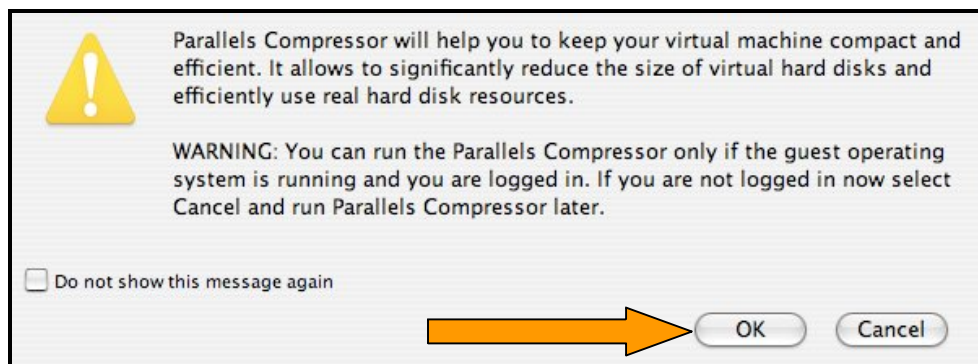 Parallels Compressor will help you to keep your virtual machine compact and
efficient. It allows to significantly reduce the size of virtual hard disks and
efficiently use real hard disk resources.
WARNING: You can run the Parallels Compressor only if the guest operating
system is running and you are logged in. If you are not logged in now select
Cancel and run Parallels Compressor later.
Do not show this message again
OK Cancel